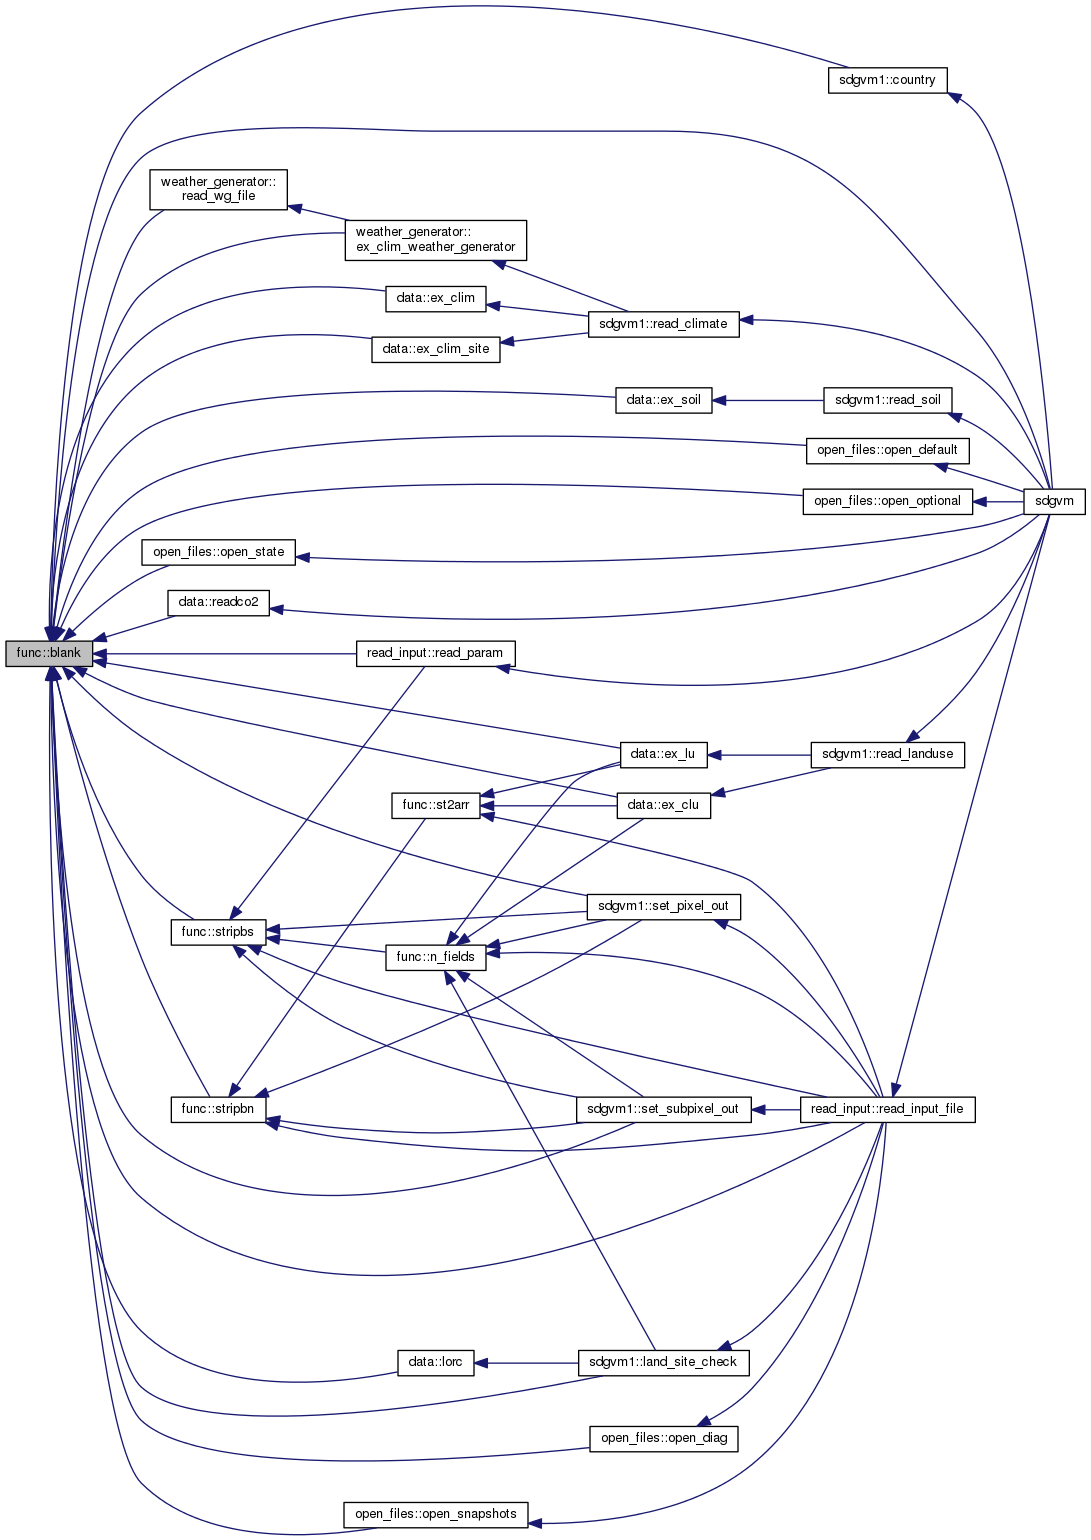 sdgvm1::country
weather_generator::
read_wg_file
weather_generator::
ex_clim_weather_generator
data::ex_clim
sdgvm1::read_climate
data::ex_clim_site
data::ex_soil
sdgvm1::read_soil
open_files::open_default
open_files::open_optional
sdgvm
open_files::open_state
data::readco2
func::blank
read_input::read_param
data::ex_lu
sdgvm1::read_landuse
func::st2arr
data::ex_clu
sdgvm1::set_pixel_out
func::stripbs
func::n_fields
func::stripbn
sdgvm1::set_subpixel_out
read_input::read_input_file
data::lorc
sdgvm1::land_site_check
open_files::open_diag
open_files::open_snapshots